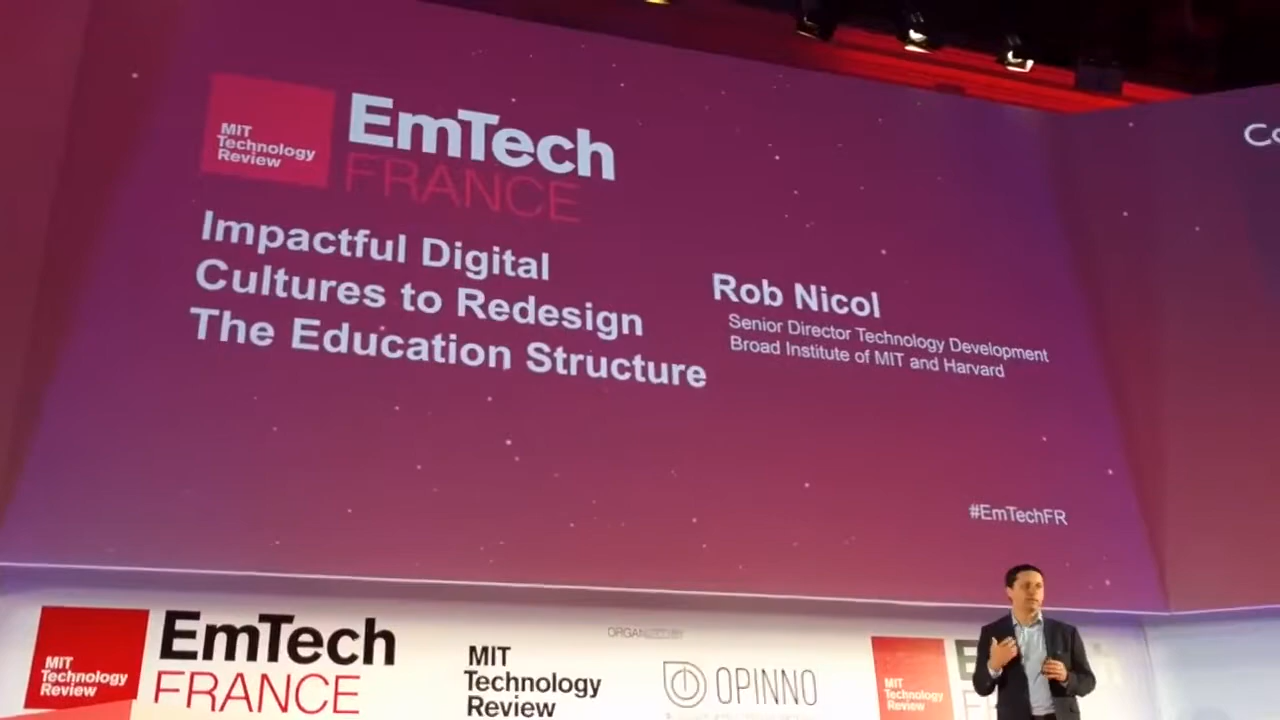 MIT
Technology
Review
EmTech
FRANCE
Impactful Digital
Cultures to Redesign
The Education Structure
Rob Nicol
Senior Director Technology Development
Broad Institute of MIT and Harvard
#EmTechFR
MIT
Technology
Review
EmTech
FRANCE
MIT
Technology
Review
OPINNO
MIT
Technology
Review